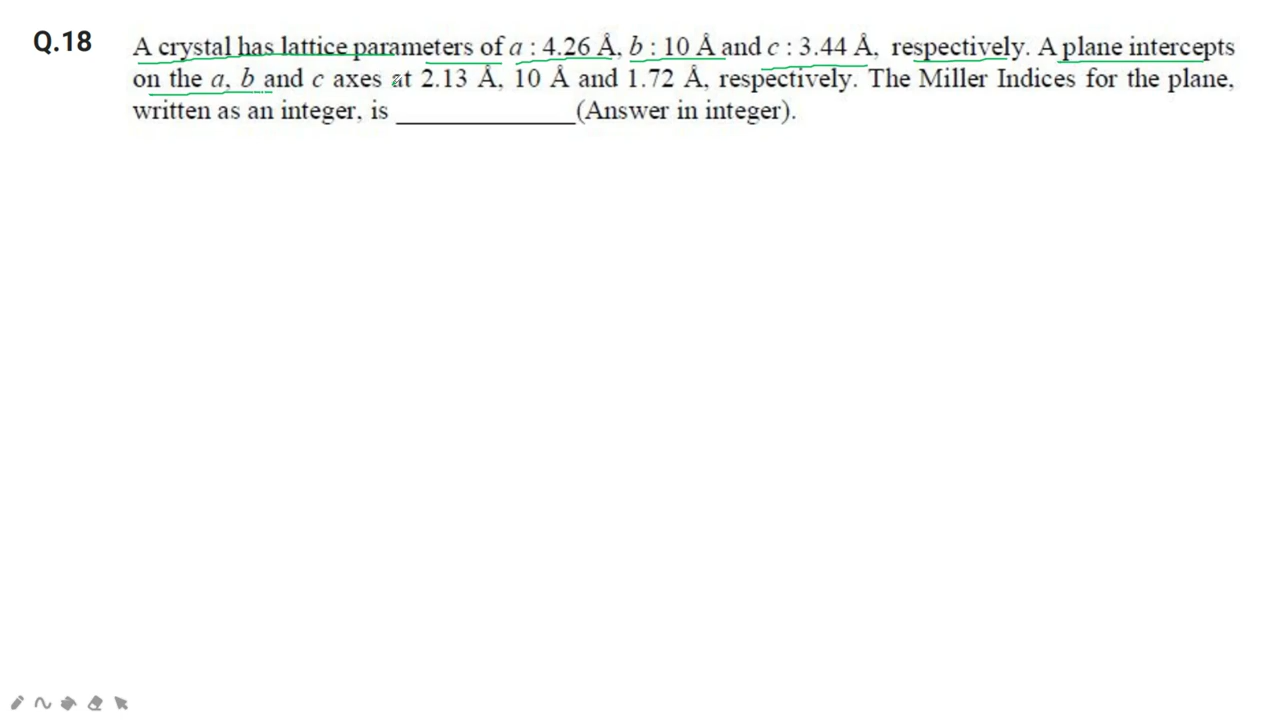 Q.18 A crystal has lattice parameters of a : 4.26 Å, b : 10 Å and c : 3.44 Å, respectively. A plane intercepts
on the a, b and c axes at 2.13 Å, 10 Å and 1.72 Å, respectively. The Miller Indices for the plane,
written as an integer, is _____________(Answer in integer).